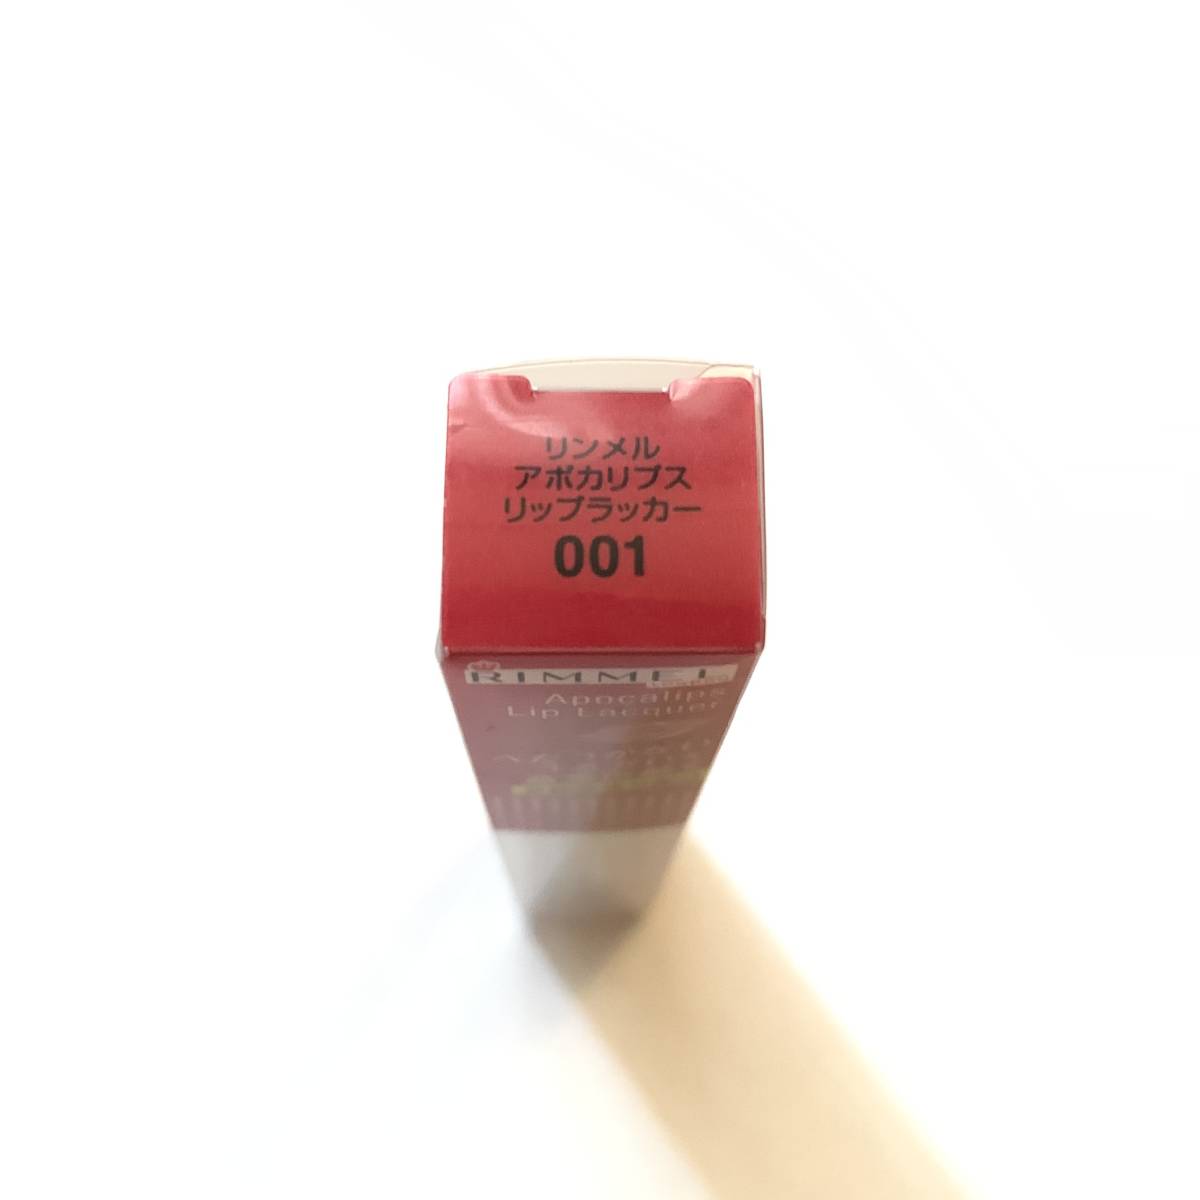 リンメル
アポカリプス
リップラッカー
001
RIMMEL
LONDON
Apocalips
Lip Lacquer